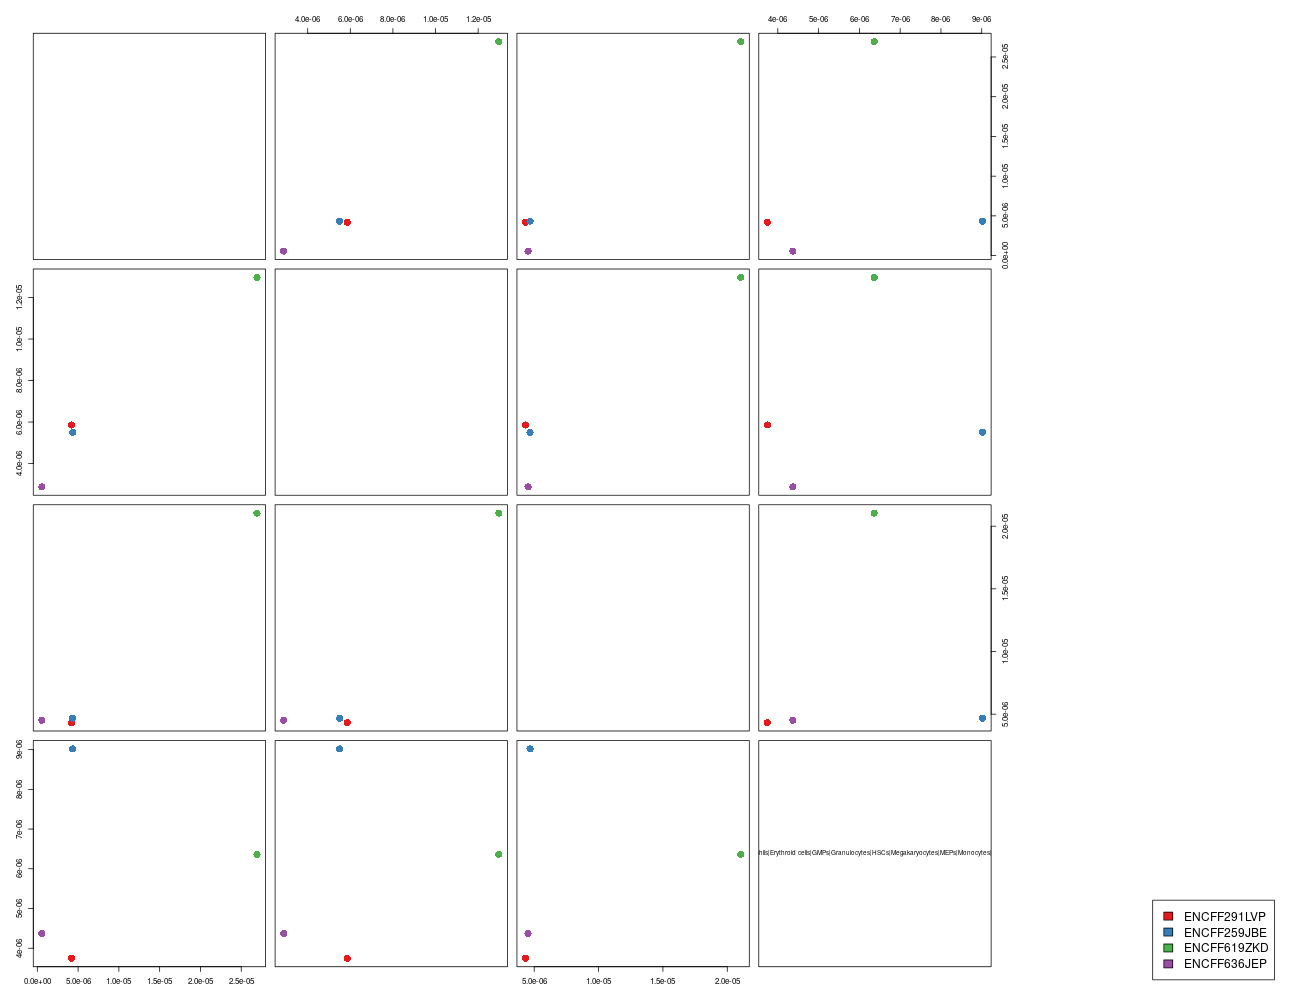 4.0e-06 6.0e-06 8.0e-06 1.0e-05 1.2e-05
4e-06 5e-06 6e-06 7e-06 8e-06 9e-06
0.0e+00 5.0e-06 1.0e-05 1.5e-05 2.0e-05 2.5e-05
4.0e-06 6.0e-06 8.0e-06 1.0e-05 1.2e-05
5.0e-06 1.0e-05 1.5e-05 2.0e-05
4e-06 5e-06 6e-06 7e-06 8e-06 9e-06
hils|Erythroid cells|GMPs|Granulocytes|HSCs|Megakaryocytes|MEPs|Monocytes|
0.0e+00 5.0e-06 1.0e-05 1.5e-05 2.0e-05 2.5e-05
5.0e-06 1.0e-05 1.5e-05 2.0e-05
ENCFF291LVP
ENCFF259JBE
ENCFF619ZKD
ENCFF636JEP